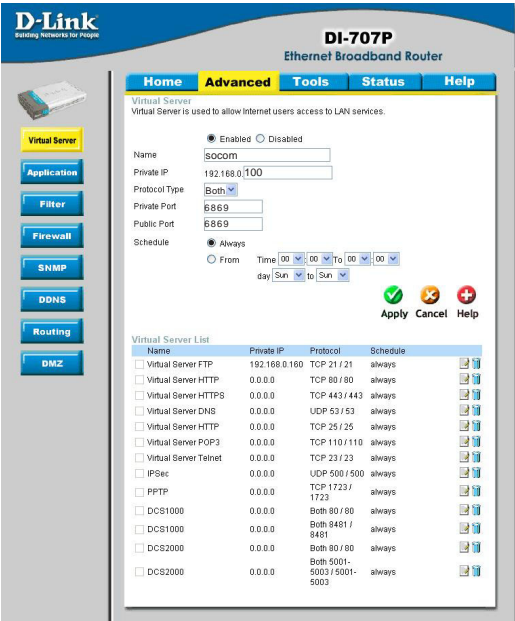 D-Link
Building Networks for People
DI-707P
Ethernet Broadband Router
Home Advanced Tools Status Help
Virtual Server
Application
Filter
Firewall
SNMP
DDNS
Routing
DMZ
Virtual Server
Virtual Server is used to allow Internet users access to LAN services.
Enabled Disabled
Name socom
Private IP 192.168.0.100
Protocol Type Both
Private Port 6869
Public Port 6869
Schedule Always
From Time 00 : 00 To 00 : 00
day Sun to Sun
Apply Cancel Help
Virtual Server List
Name Private IP Protocol Schedule
Virtual Server FTP 192.168.0.160 TCP 21 / 21 always
Virtual Server HTTP 0.0.0.0 TCP 80 / 80 always
Virtual Server HTTPS 0.0.0.0 TCP 443 / 443 always
Virtual Server DNS 0.0.0.0 UDP 53 / 53 always
Virtual Server HTTP 0.0.0.0 TCP 25 / 25 always
Virtual Server POP3 0.0.0.0 TCP 110 / 110 always
Virtual Server Telnet 0.0.0.0 TCP 23 / 23 always
IPSec 0.0.0.0 UDP 500 / 500 always
PPTP 0.0.0.0 TCP 1723 / 1723 always
DCS1000 0.0.0.0 Both 80 / 80 always
DCS1000 0.0.0.0 Both 8481 / 8481 always
DCS2000 0.0.0.0 Both 80 / 80 always
DCS2000 0.0.0.0 Both 5001-5003 / 5001-5003 always